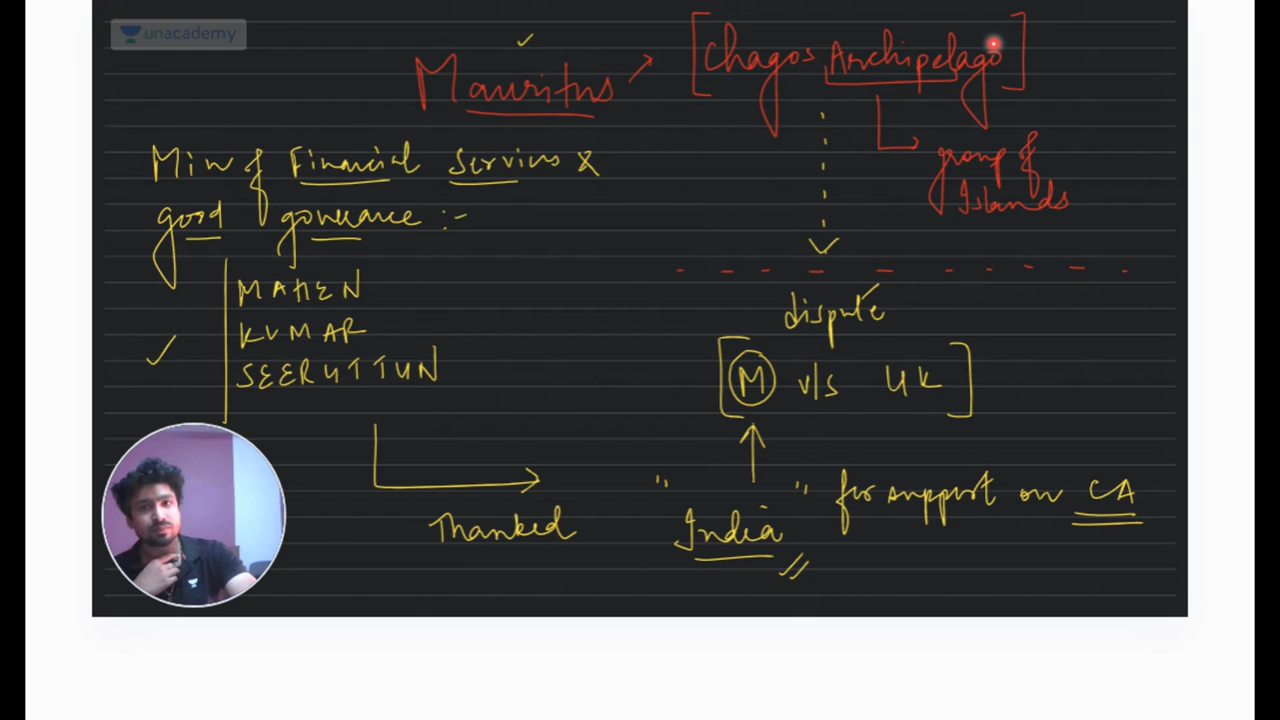 unacademy
Mauritus [Chagos Archipelago]
group of
Islands
Min of Financial Services &
good governance :-
MAHEN
KUMAR
SEERUTTUN
dispute
[M v/s UK]
Thanked "India" for support on CA